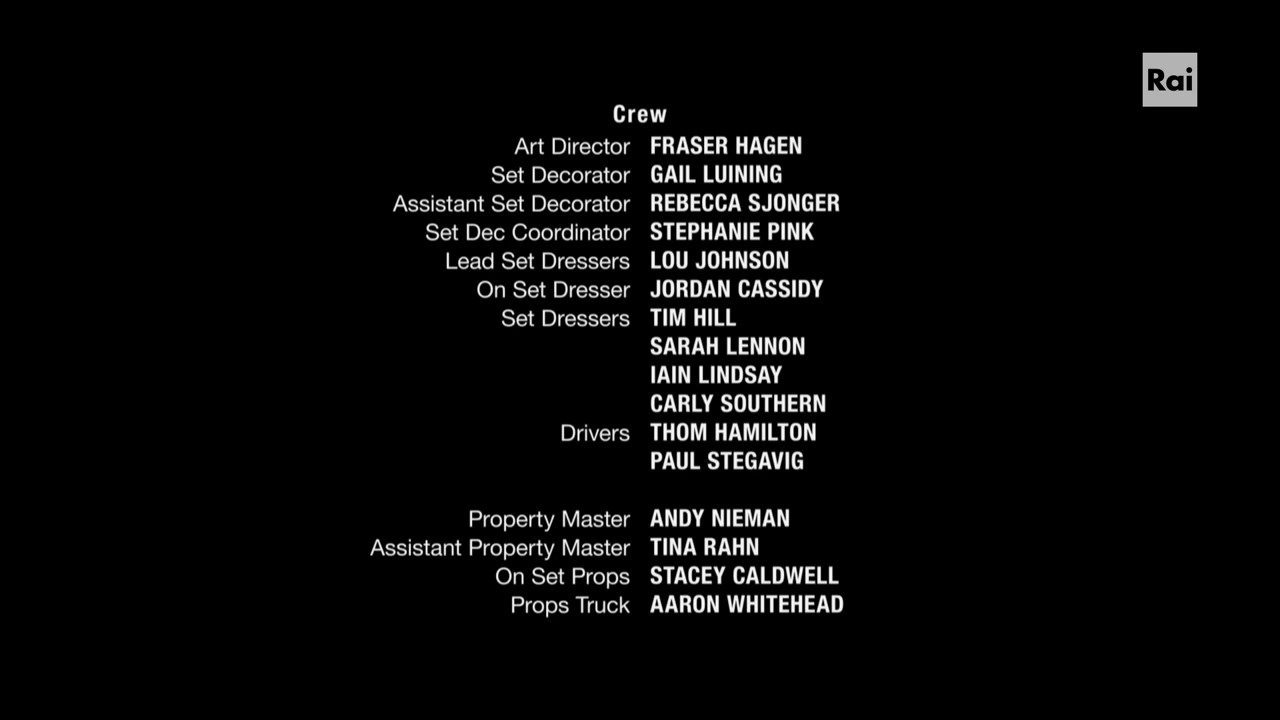 Rai
Crew
Art Director FRASER HAGEN
Set Decorator GAIL LUINING
Assistant Set Decorator REBECCA SJONGER
Set Dec Coordinator STEPHANIE PINK
Lead Set Dressers LOU JOHNSON
On Set Dresser JORDAN CASSIDY
Set Dressers TIM HILL
SARAH LENNON
IAIN LINDSAY
CARLY SOUTHERN
Drivers THOM HAMILTON
PAUL STEGAVIG
Property Master ANDY NIEMAN
Assistant Property Master TINA RAHN
On Set Props STACEY CALDWELL
Props Truck AARON WHITEHEAD